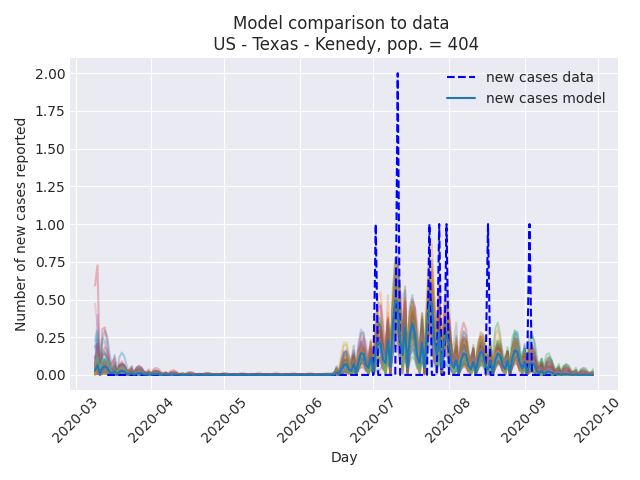 Model comparison to data
US - Texas - Kenedy, pop. = 404
new cases data
new cases model
Number of new cases reported
2.00
1.75
1.50
1.25
1.00
0.75
0.50
0.25
0.00
2020-03
2020-04
2020-05
2020-06
2020-07
2020-08
2020-09
2020-10
Day